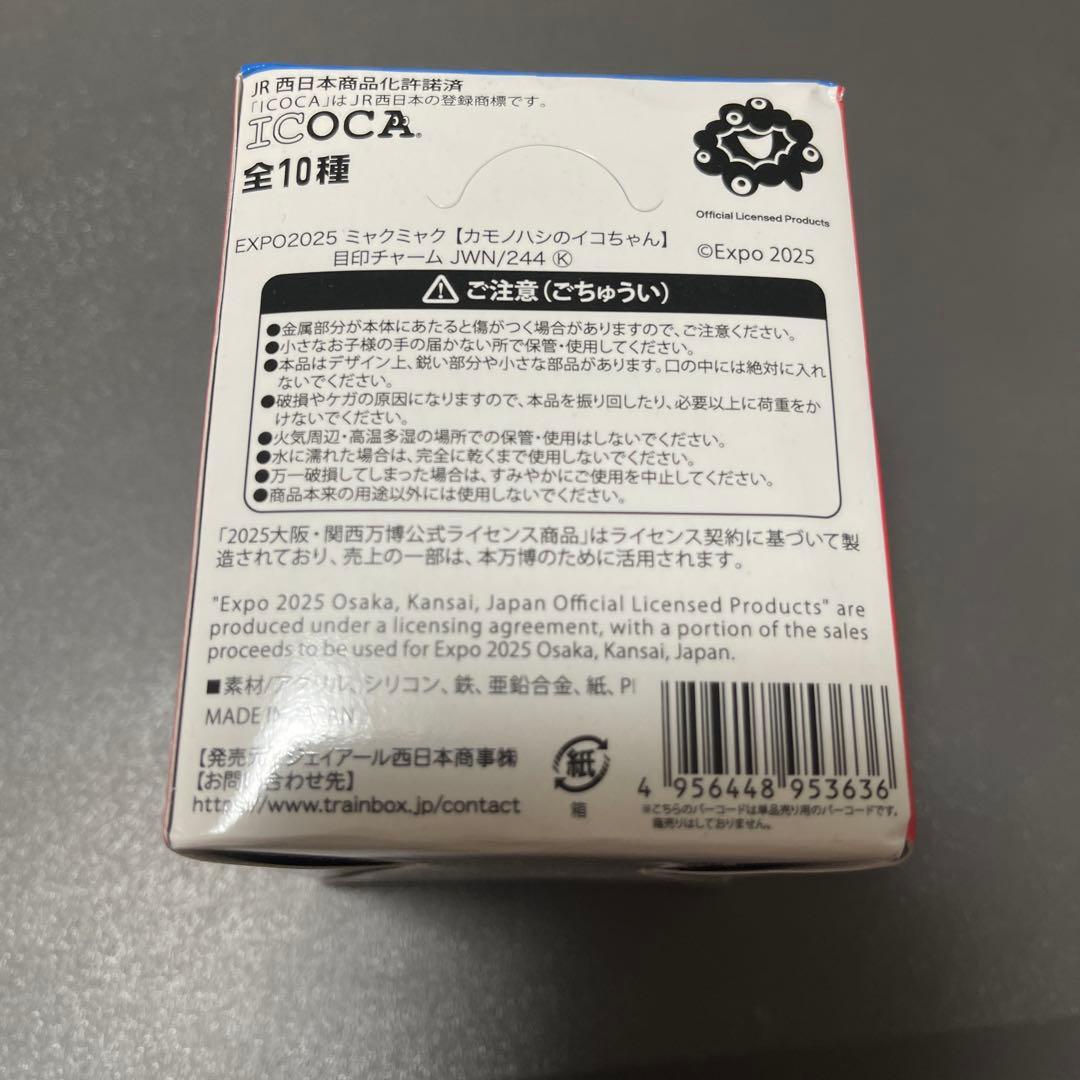 JR 西日本商品化許諾済
「ICOCA」はJR西日本の登録商標です。
ICOCA®
全10種
Official Licensed Products
©Expo 2025
EXPO2025 ミャクミャク【カモノハシのイコちゃん】
目印チャーム JWN/244 Ⓚ
⚠ ご注意(ごちゅうい)
●金属部分が本体にあたると傷がつく場合がありますので、ご注意ください。
●小さなお子様の手の届かない所で保管・使用してください。
●本品はデザイン上、鋭い部分や小さな部品があります。口の中には絶対に入れ
ないでください。
●破損やケガの原因になりますので、本品を振り回したり、必要以上に荷重をか
けないでください。
●火気周辺・高温多湿の場所での保管・使用はしないでください。
●水に濡れた場合は、完全に乾くまで使用しないでください。
●万一破損してしまった場合は、すみやかにご使用を中止してください。
●商品本来の用途以外には使用しないでください。
「2025大阪・関西万博公式ライセンス商品」はライセンス契約に基づいて製
造されており、売上の一部は、本万博のために活用されます。
"Expo 2025 Osaka, Kansai, Japan Official Licensed Products" are
produced under a licensing agreement, with a portion of the sales
proceeds to be used for Expo 2025 Osaka, Kansai, Japan.
■素材/アクリル、シリコン、鉄、亜鉛合金、紙、
MADE IN JAPAN
【発売元】ジェイアール西日本商事㈱
【お問い合わせ先】
https://www.trainbox.jp/contact
紙
箱
4 956448 953636
※こちらのバーコードは単品売り用のバーコードです。
箱売りはしておりません。